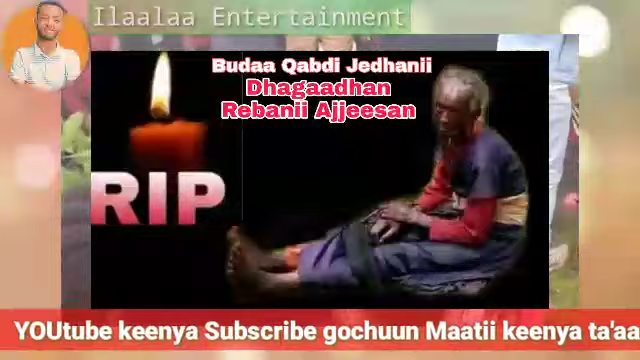 Ilaalaa Entertainment
Budaa Qabdi Jedhanii
Dhagaadhan
Rebanii Ajjeesan
RIP
YOUtube keenya Subscribe gochuun Maatii keenya ta'aa